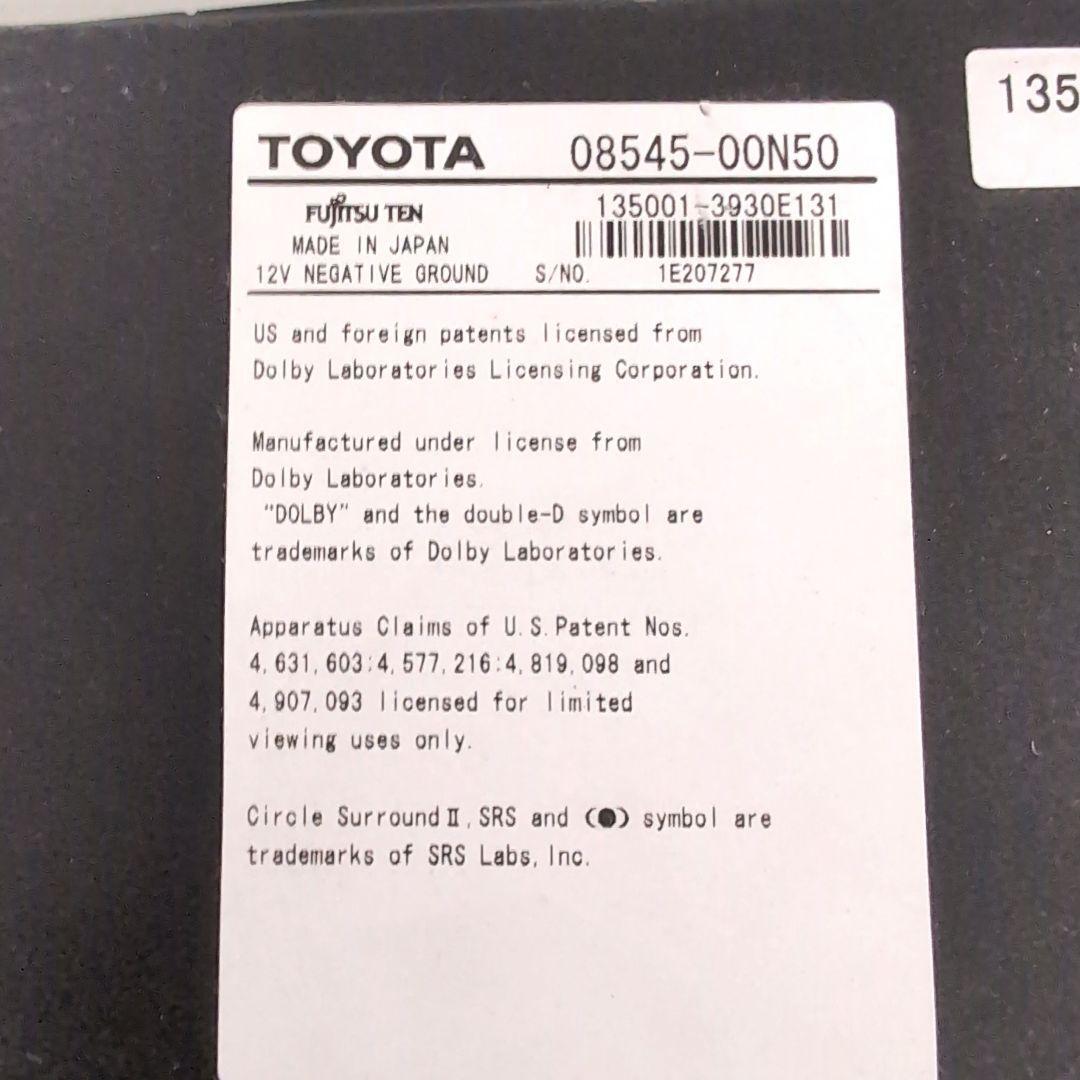 TOYOTA 08545-00N50
FUJITSU TEN 135001-3930E131
MADE IN JAPAN
12V NEGATIVE GROUND S/NO. 1E207277
US and foreign patents licensed from
Dolby Laboratories Licensing Corporation.
Manufactured under license from
Dolby Laboratories.
"DOLBY" and the double-D symbol are
trademarks of Dolby Laboratories.
Apparatus Claims of U.S.Patent Nos.
4,631,603:4,577,216:4,819,098 and
4,907,093 licensed for limited
viewing uses only.
Circle SurroundⅡ,SRS and (●) symbol are
trademarks of SRS Labs,Inc.
135